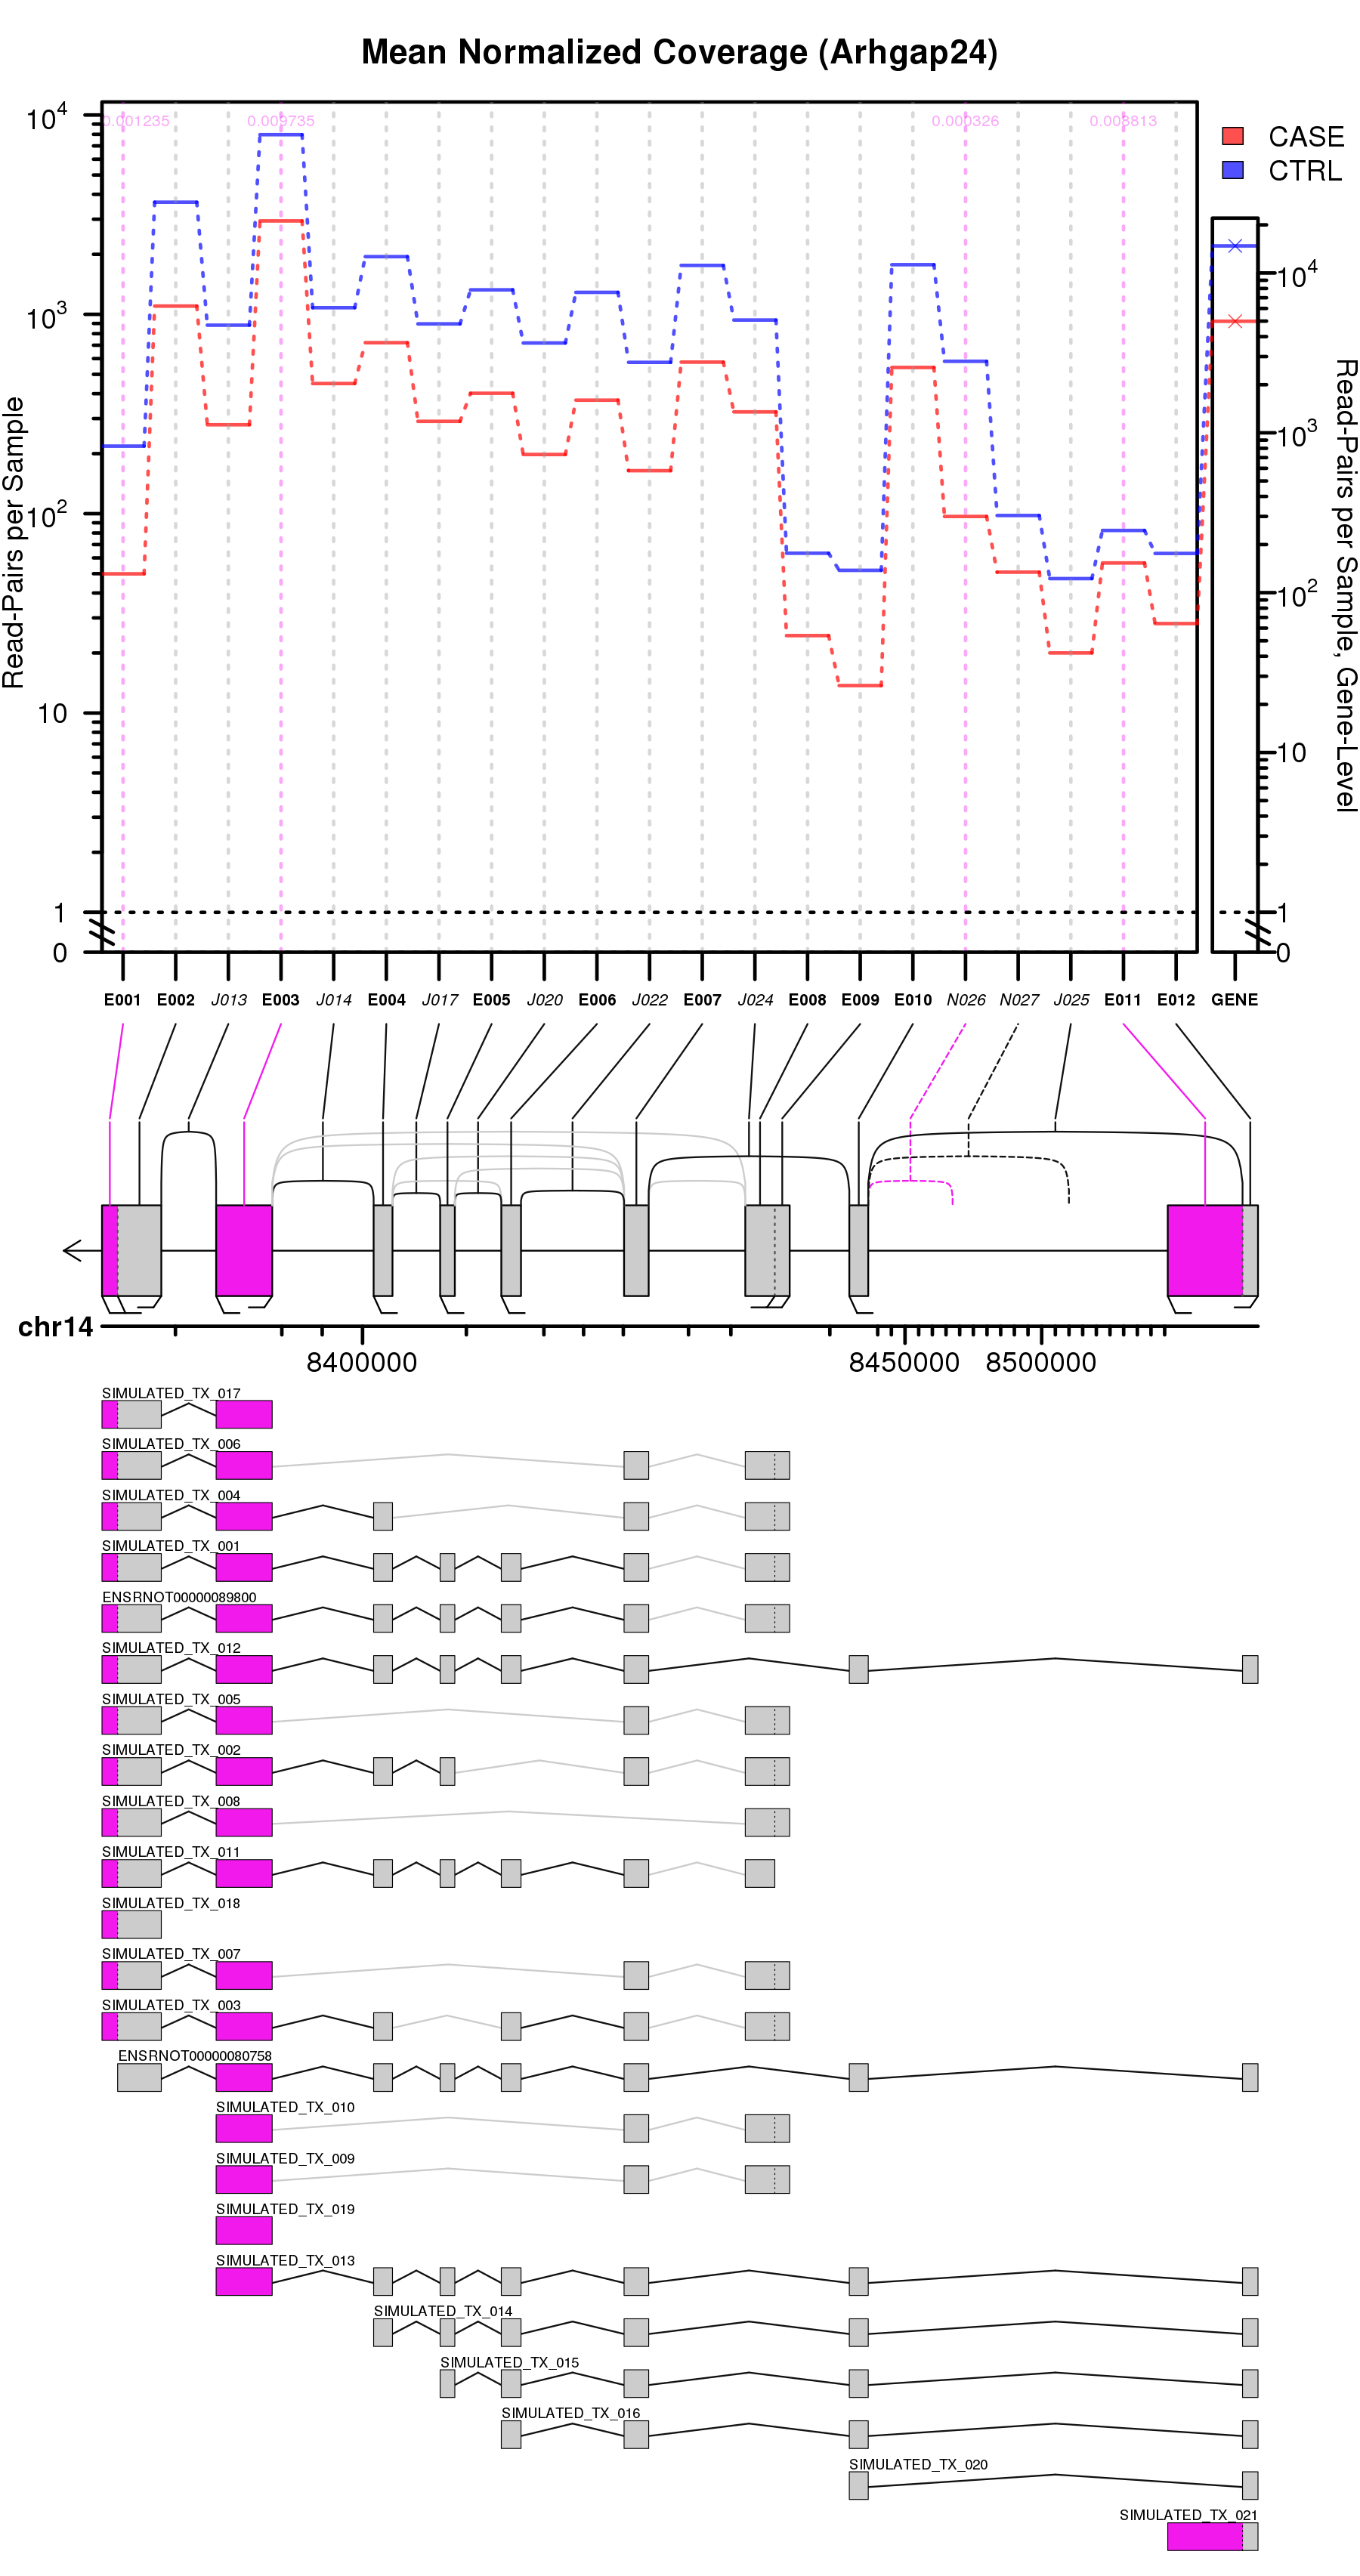 Mean Normalized Coverage (Arhgap24)
0.001235 0.009735 0.000326 0.003813
CASE
CTRL
Read-Pairs per Sample
10^4
10^3
10^2
10
1
0
Read-Pairs per Sample, Gene-Level
10^4
10^3
10^2
10
1
0
E001 E002 J013 E003 J014 E004 J017 E005 J020 E006 J022 E007 J024 E008 E009 E010 N026 N027 J025 E011 E012 GENE
chr14
8400000 8450000 8500000
SIMULATED_TX_017
SIMULATED_TX_006
SIMULATED_TX_004
SIMULATED_TX_001
ENSRNOT00000089800
SIMULATED_TX_012
SIMULATED_TX_005
SIMULATED_TX_002
SIMULATED_TX_008
SIMULATED_TX_011
SIMULATED_TX_018
SIMULATED_TX_007
SIMULATED_TX_003
ENSRNOT00000080758
SIMULATED_TX_010
SIMULATED_TX_009
SIMULATED_TX_019
SIMULATED_TX_013
SIMULATED_TX_014
SIMULATED_TX_015
SIMULATED_TX_016
SIMULATED_TX_020
SIMULATED_TX_021